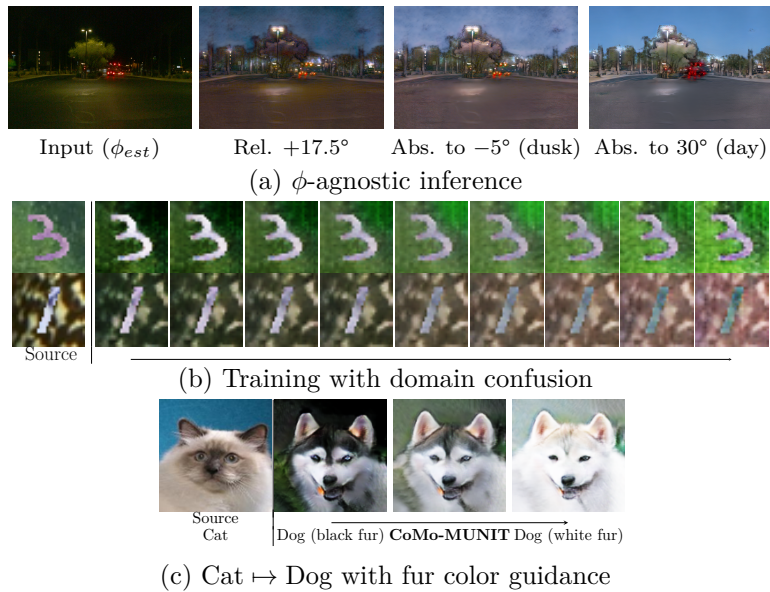 Input (ϕest) Rel. +17.5° Abs. to −5° (dusk) Abs. to 30° (day)
(a) ϕ-agnostic inference
Source
(b) Training with domain confusion
Source
Cat Dog (black fur) CoMo-MUNIT Dog (white fur)
(c) Cat ↦ Dog with fur color guidance